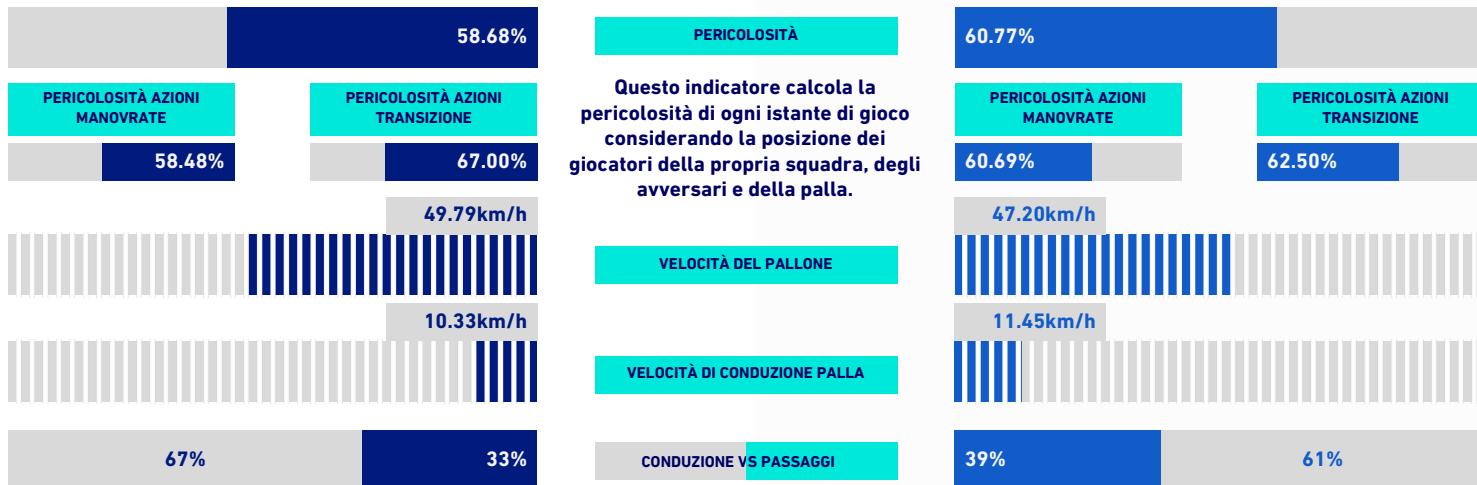 58.68%
PERICOLOSITÀ
60.77%
PERICOLOSITÀ AZIONI
MANOVRATE
PERICOLOSITÀ AZIONI
TRANSIZIONE
58.48%
67.00%
Questo indicatore calcola la
pericolosità di ogni istante di gioco
considerando la posizione dei
giocatori della propria squadra, degli
avversari e della palla.
PERICOLOSITÀ AZIONI
MANOVRATE
PERICOLOSITÀ AZIONI
TRANSIZIONE
60.69%
62.50%
49.79km/h
VELOCITÀ DEL PALLONE
47.20km/h
10.33km/h
VELOCITÀ DI CONDUZIONE PALLA
11.45km/h
67%
33%
CONDUZIONE VS PASSAGGI
39%
61%